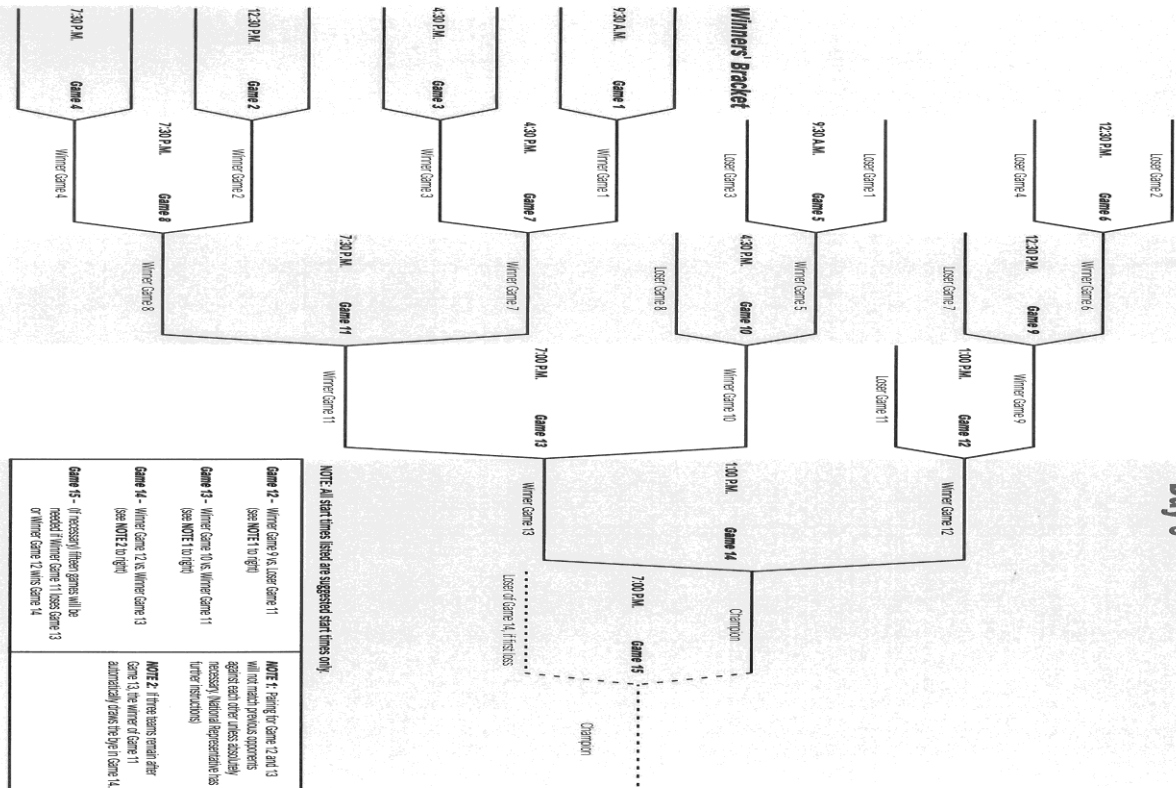 Loser Game 2
12:30 P.M. Game 6
Winner Game 6
12:30 P.M. Game 9
Loser Game 4
Winner Game 9
1:00 P.M. Game 12
Loser Game 7
Winner Game 12
Loser Game 11
Loser Game 1
9:30 A.M. Game 5
Winner Game 5
4:30 P.M. Game 10
Winners' Bracket
Champion
Loser Game 3
Winner Game 10
1:00 P.M. Game 14
Loser Game 8
7:00 P.M. Game 15
9:30 A.M. Game 1
Winner Game 1
Champion
7:00 P.M. Game 13
4:30 P.M. Game 7
Winner Game 13
Winner Game 7
Loser of Game 14, if first loss
4:30 P.M. Game 3
Winner Game 3
7:30 P.M. Game 11
Winner Game 11
NOTE: All start times listed are suggested start times only.
12:30 P.M. Game 2
Winner Game 2
7:30 P.M. Game 8
Winner Game 8
7:30 P.M. Game 4
Winner Game 4
Game 12 - Winner Game 9 vs. Loser Game 11
(see NOTE 1 to right)
Game 13 - Winner Game 10 vs. Winner Game 11
(see NOTE 1 to right)
Game 14 - Winner Game 12 vs. Winner Game 13
(see NOTE 2 to right)
Game 15 - (If necessary) fifteen games will be
needed if Winner Game 11 loses Game 13
or Winner Game 12 wins Game 14
NOTE 1: Pairing for Game 12 and 13
will not match previous opponents
against each other unless absolutely
necessary. (National Representative has
further instructions)
NOTE 2: If three teams remain after
Game 13, the winner of Game 11
automatically draws the bye in Game 14.